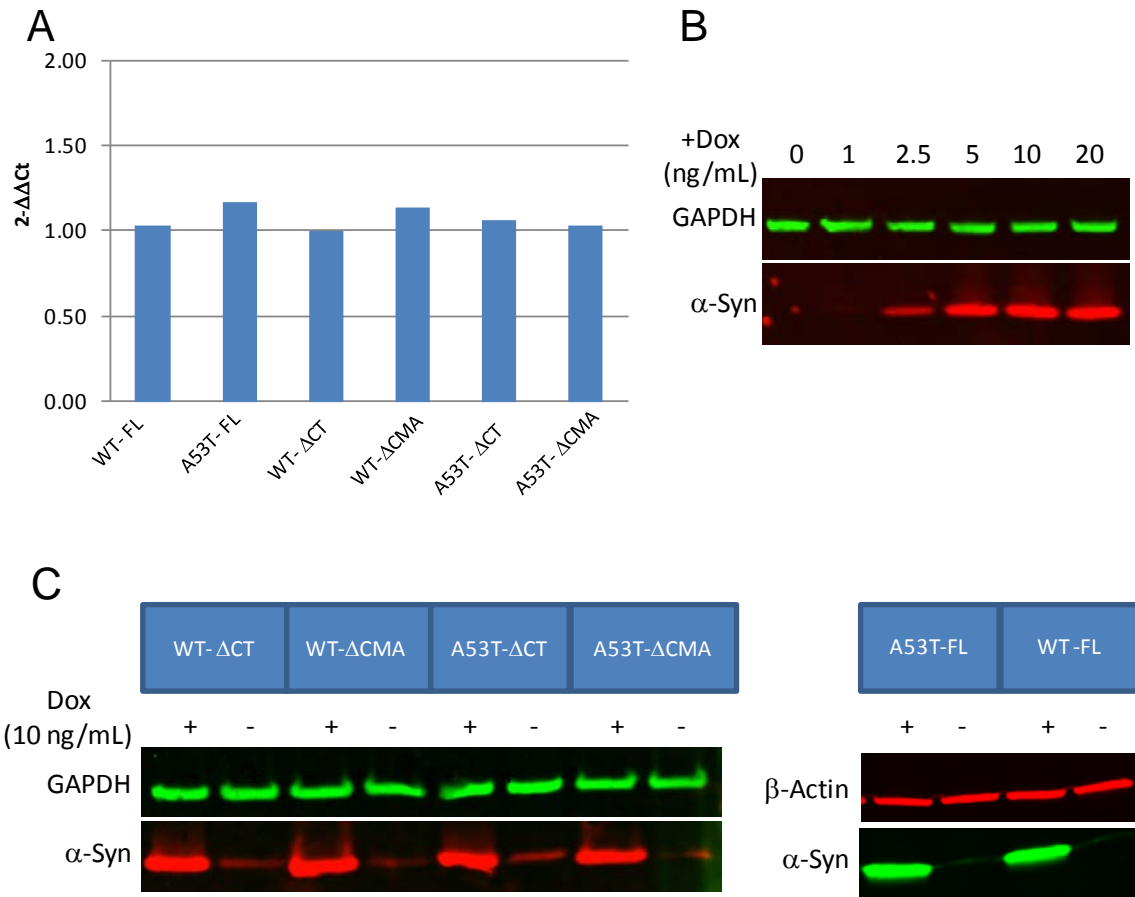 A
2.00
1.50
1.00
0.50
0.00
2-ΔΔCt
WT- FL
A53T- FL
WT- ΔCT
WT-ΔCMA
A53T- ΔCT
A53T- ΔCMA
B
+Dox
(ng/mL)
0 1 2.5 5 10 20
GAPDH
α-Syn
C
WT- ΔCT WT-ΔCMA A53T-ΔCT A53T-ΔCMA
Dox
(10 ng/mL)
+ - + - + - + -
GAPDH
α-Syn
A53T-FL WT -FL
+ - + -
β-Actin
α-Syn